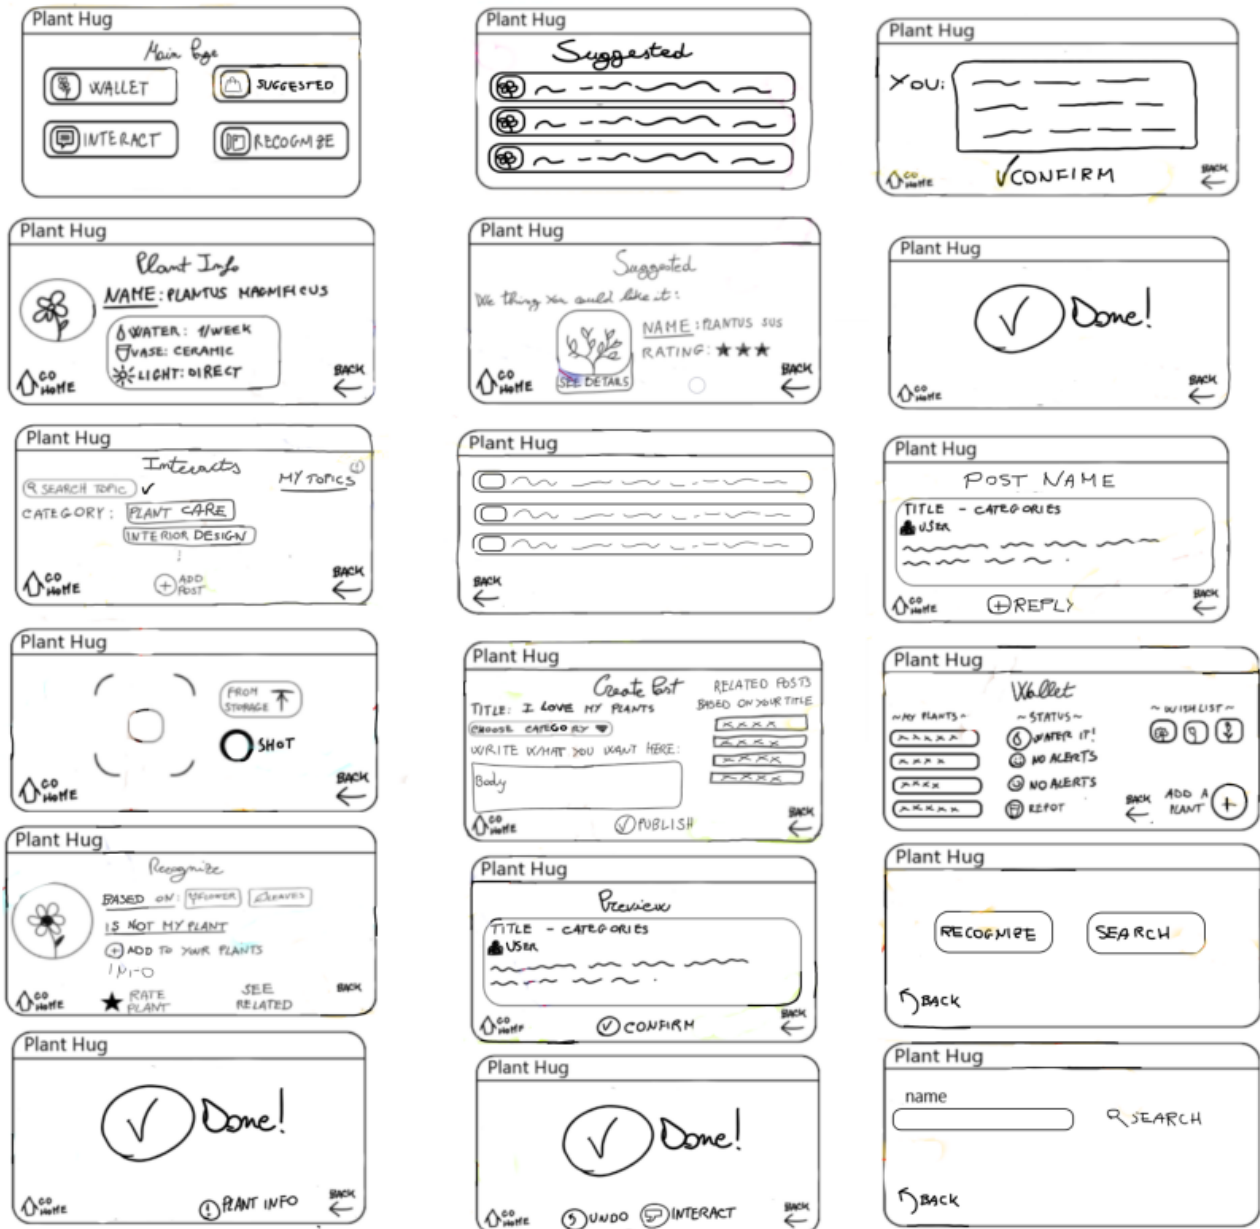 Plant Hug
Main Page
WALLET
SUGGESTED
INTERACT
RECOGNIZE
Plant Hug
Suggested
Plant Hug
YOU:
GO HOME
✓CONFIRM
BACK
Plant Hug
Plant Info
NAME: PLANTUS MAGNIFICUS
WATER: 1/WEEK
VASE: CERAMIC
LIGHT: DIRECT
GO HOME
BACK
Plant Hug
Suggested
We thing you could like it:
NAME: PLANTUS SUS
RATING: ★★★
SEE DETAILS
GO HOME
BACK
Plant Hug
Done!
GO HOME
BACK
Plant Hug
Interacts
SEARCH TOPIC ✓
MY TOPICS
CATEGORY: PLANT CARE
INTERIOR DESIGN
GO HOME
+ ADD POST
BACK
Plant Hug
BACK
Plant Hug
POST NAME
TITLE - CATEGORIES
USER
GO HOME
+ REPLY
BACK
Plant Hug
FROM STORAGE
SHOT
GO HOME
BACK
Plant Hug
Create Post
RELATED POSTS
BASED ON YOUR TITLE
TITLE: I LOVE MY PLANTS
CHOOSE CATEGORY
WRITE WHAT YOU WANT HERE:
Body
GO HOME
PUBLISH
BACK
Plant Hug
Wallet
~MY PLANTS~
~STATUS~
~WISHLIST~
WATER IT!
NO ALERTS
NO ALERTS
REPOT
BACK
ADD A PLANT +
Plant Hug
Recognize
BASED ON: FLOWER LEAVES
IS NOT MY PLANT
+ ADD TO YOUR PLANTS
INFO
GO HOME
★ RATE PLANT
SEE RELATED
BACK
Plant Hug
Preview
TITLE - CATEGORIES
USER
GO HOME
CONFIRM
BACK
Plant Hug
RECOGNIZE
SEARCH
BACK
Plant Hug
Done!
GO HOME
PLANT INFO
BACK
Plant Hug
Done!
GO HOME
UNDO
INTERACT
BACK
Plant Hug
name
SEARCH
BACK